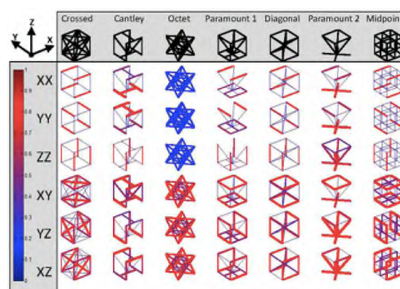 Crossed Cantley Octet Paramount 1 Diagonal Paramount 2 Midpoin
Z
Y X
XX
YY
ZZ
XY
YZ
XZ